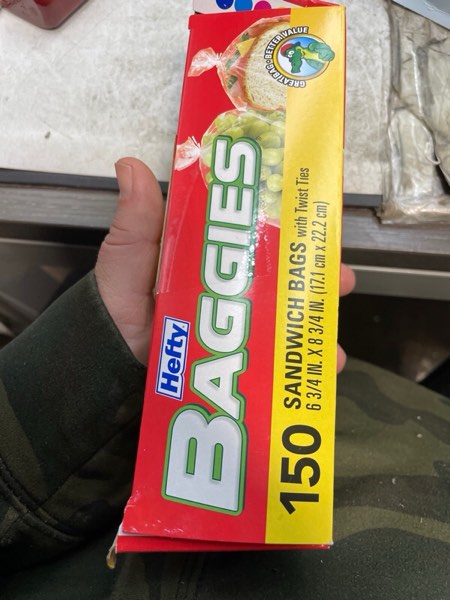 Hefty
BAGGIES
150
SANDWICH BAGS with Twist Ties
6 3/4 IN. X 8 3/4 IN. (17.1 cm x 22.2 cm)
GREAT BAG • BETTER VALUE